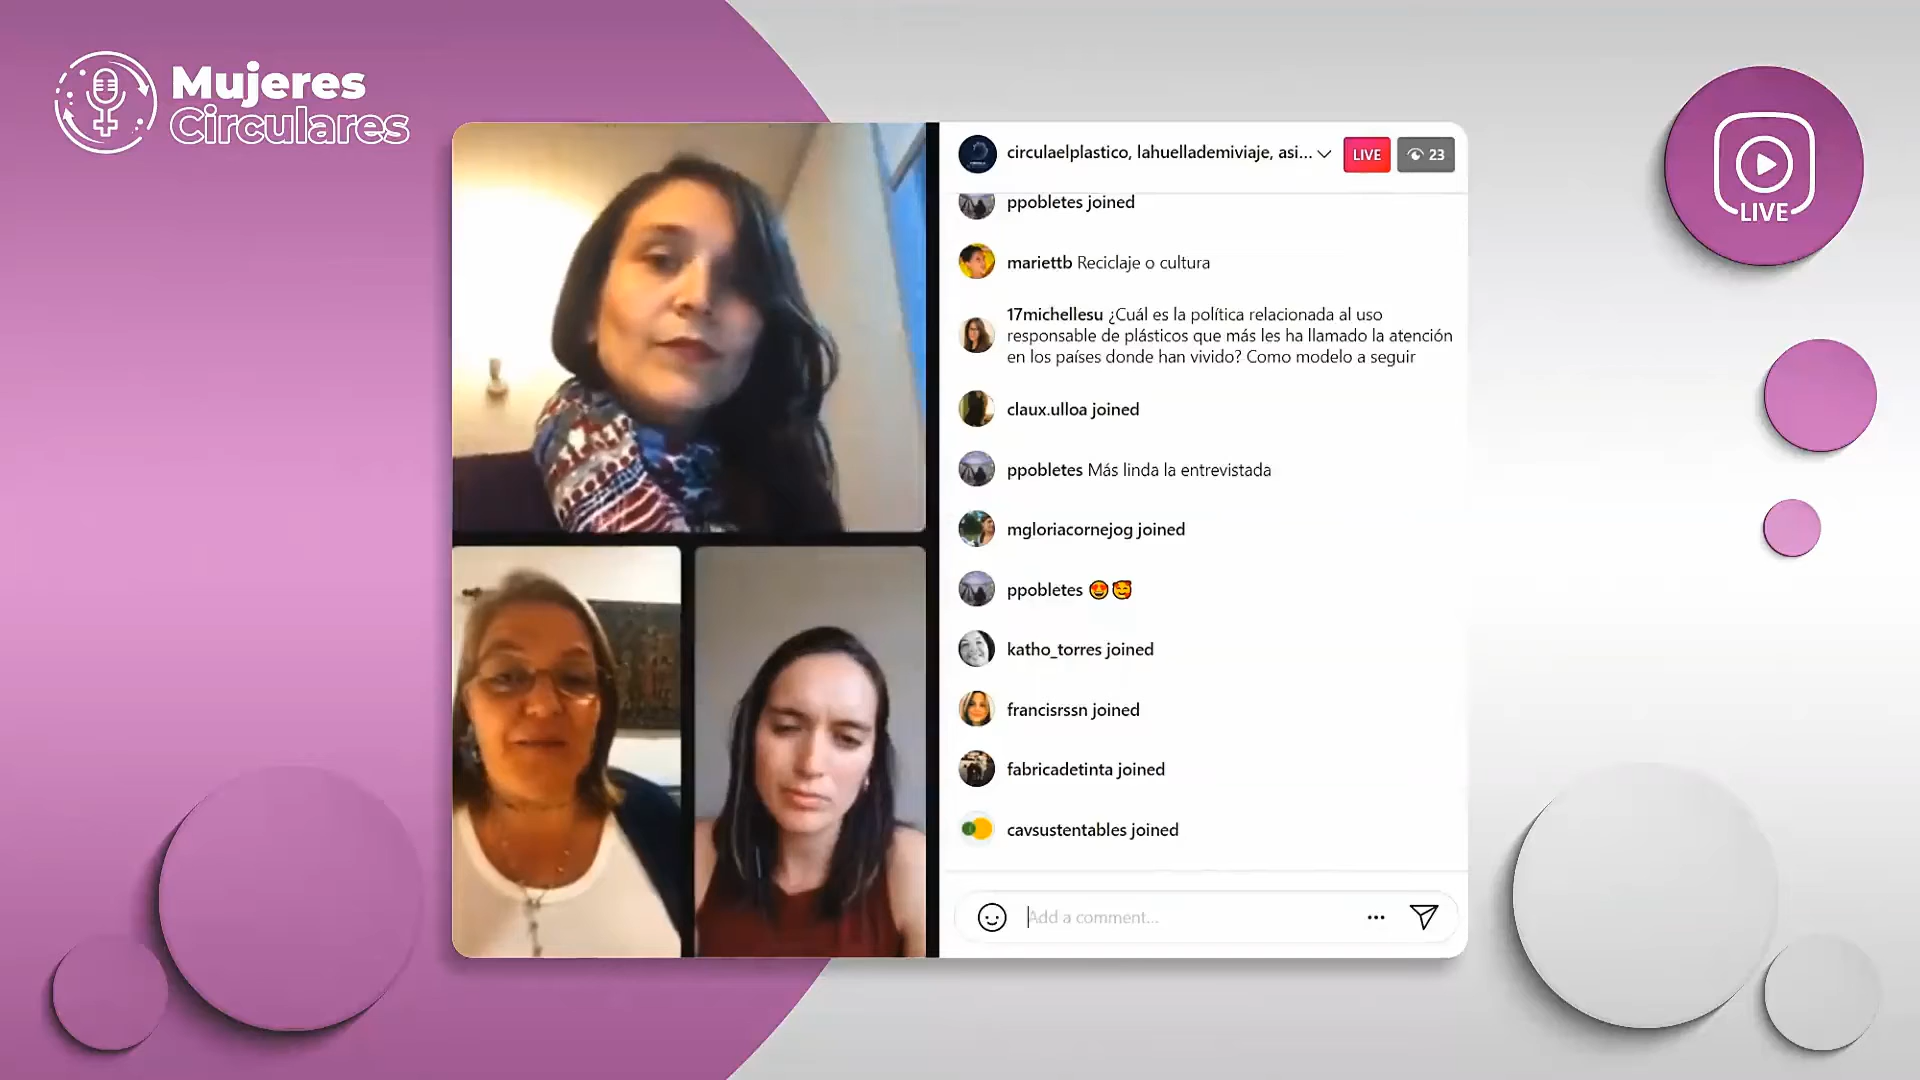 Mujeres
Circulares
circulaelplastico, lahuellademiviaje, asi...
LIVE
23
LIVE
ppobletes joined
mariettb Reciclaje o cultura
17michellesu ¿Cuál es la política relacionada al uso
responsable de plásticos que más les ha llamado la atención
en los países donde han vivido? Como modelo a seguir
claux.ulloa joined
ppobletes Más linda la entrevistada
mgloriacornejog joined
ppobletes 😍🥰
katho_torres joined
francisrssn joined
fabricadetinta joined
cavsustentables joined
Add a comment...